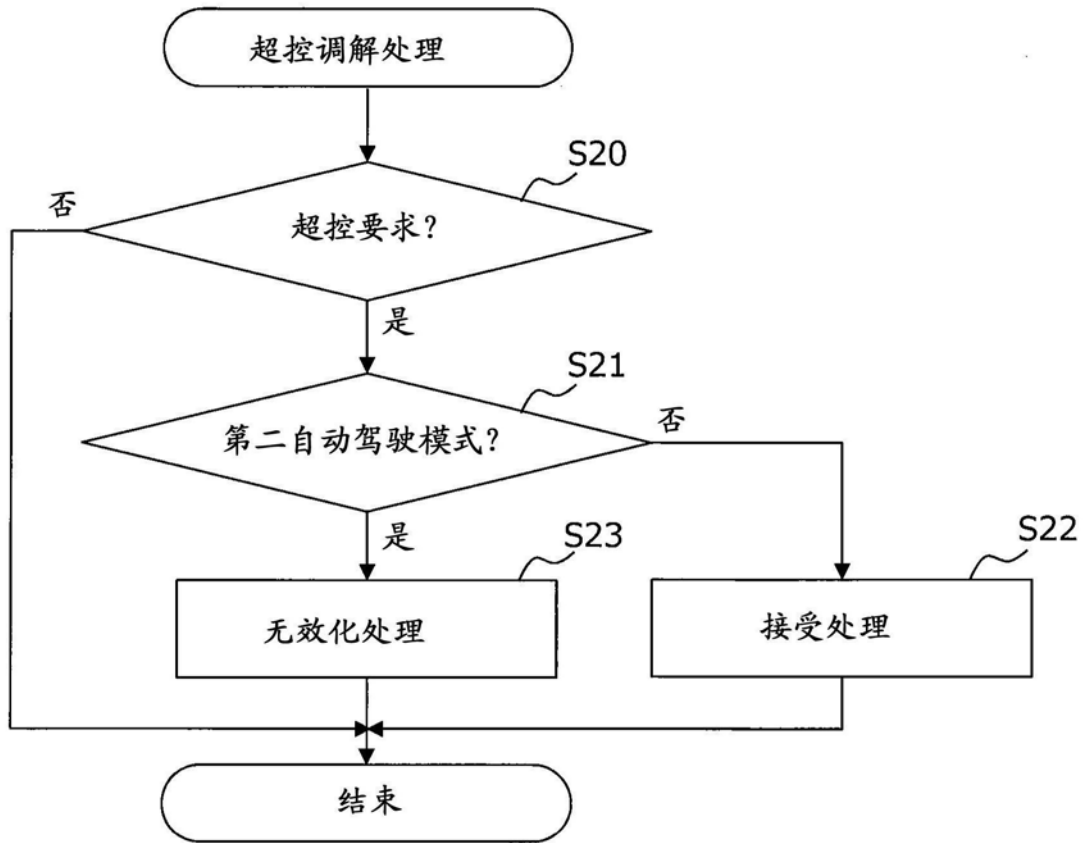 超控调解处理
S20
否
超控要求?
是
S21
第二自动驾驶模式?
否
是
S23
S22
无效化处理
接受处理
结束